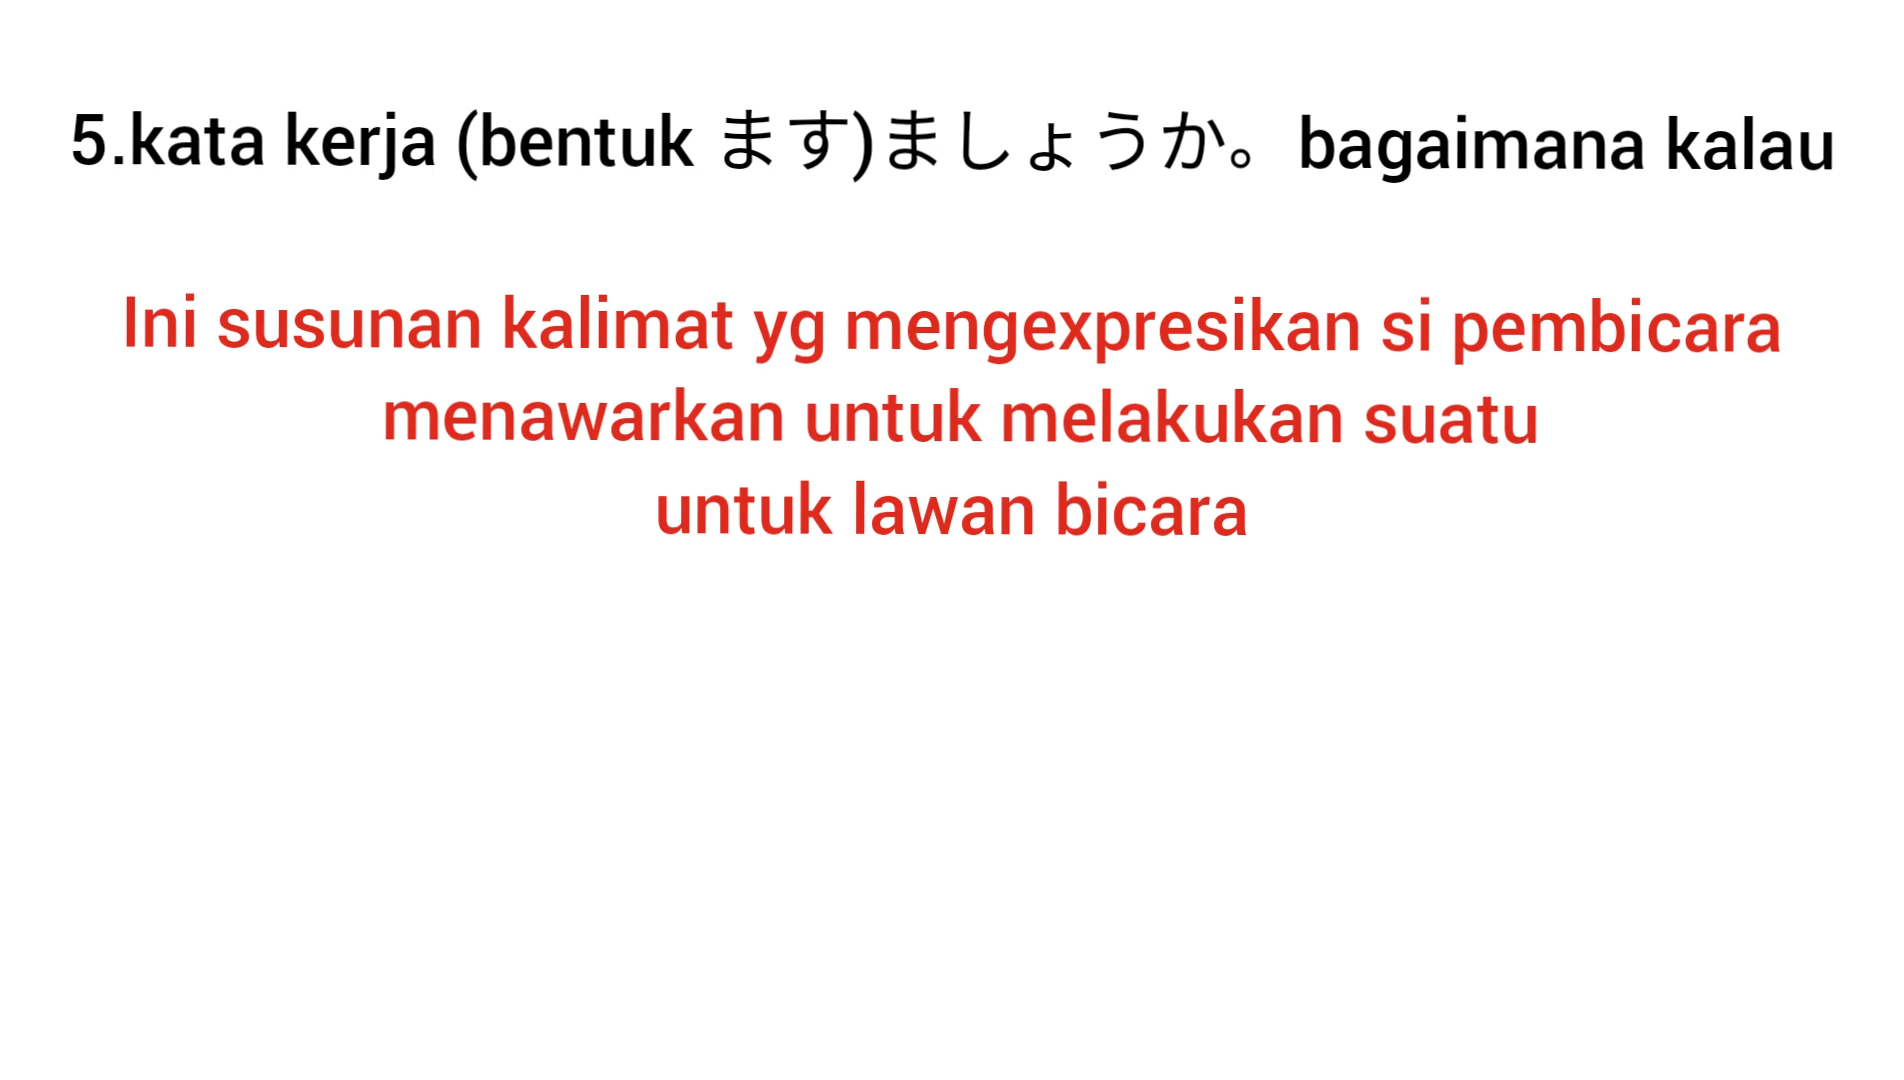 5.kata kerja (bentuk ます)ましょうか。bagaimana kalau
Ini susunan kalimat yg mengexpresikan si pembicara
menawarkan untuk melakukan suatu
untuk lawan bicara